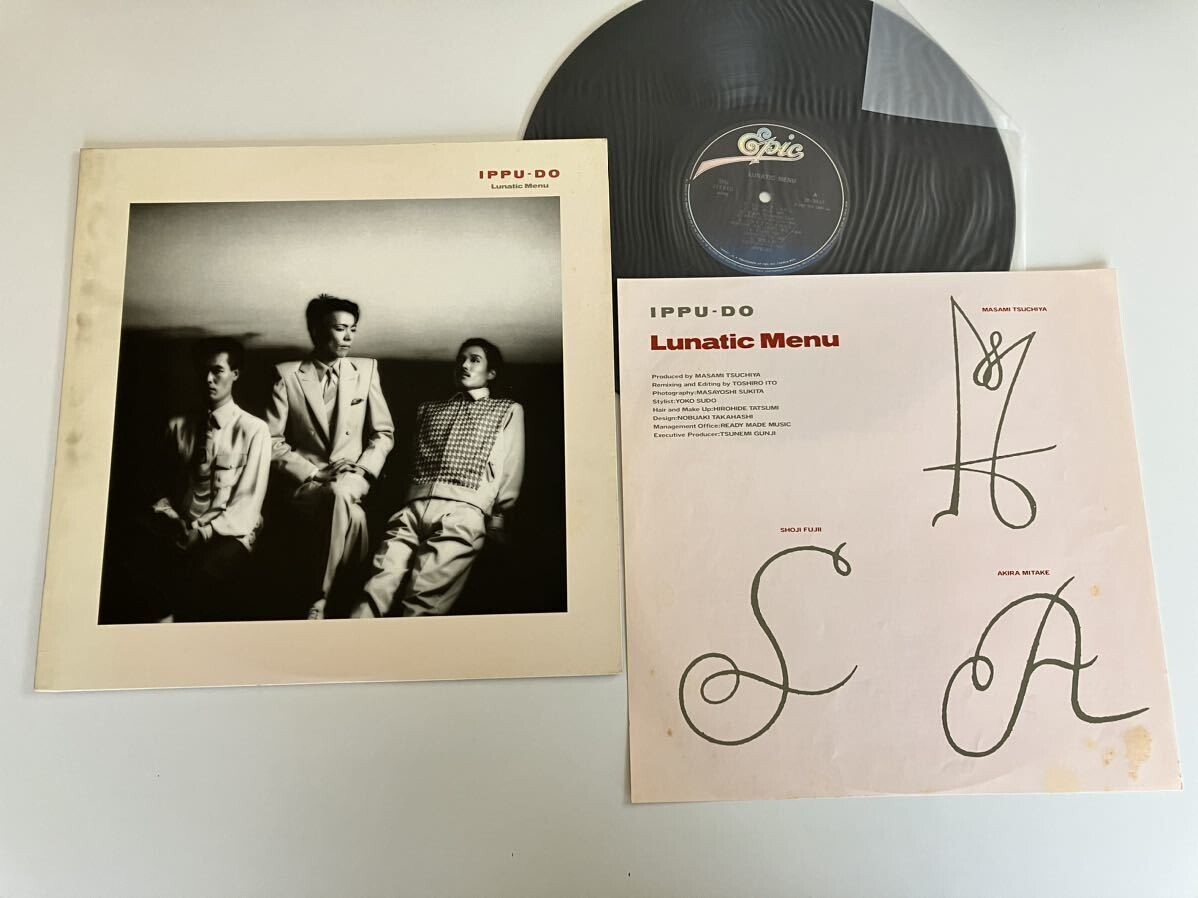 IPPU-DO
Lunatic Menu
Epic
LUNATIC MENU
STEREO
A
IPPU-DO
Lunatic Menu
Produced by MASAMI TSUCHIYA
Remixing and Editing by TOSHIRO ITO
Photography:MASAYOSHI SUKITA
Stylist:YOKO SUDO
Hair and Make Up:HIROHIDE TATSUMI
Design:NOBUAKI TAKAHASHI
Management Office:READY MADE MUSIC
Executive Producer:TSUNEMI GUNJI
MASAMI TSUCHIYA
SHOJI FUJII
AKIRA MITAKE